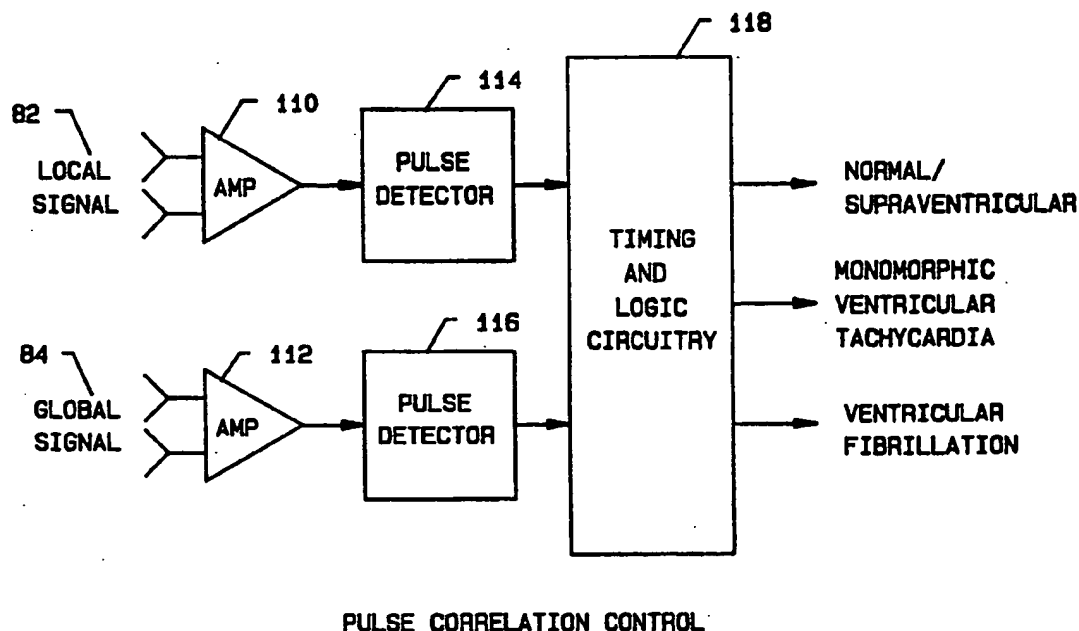 118
114
82
110
LOCAL
SIGNAL
AMP
PULSE
DETECTOR
NORMAL/
SUPRAVENTRICULAR
TIMING
AND
LOGIC
CIRCUITRY
MONOMORPHIC
VENTRICULAR
TACHYCARDIA
84
112
116
GLOBAL
SIGNAL
AMP
PULSE
DETECTOR
VENTRICULAR
FIBRILLATION
PULSE CORRELATION CONTROL